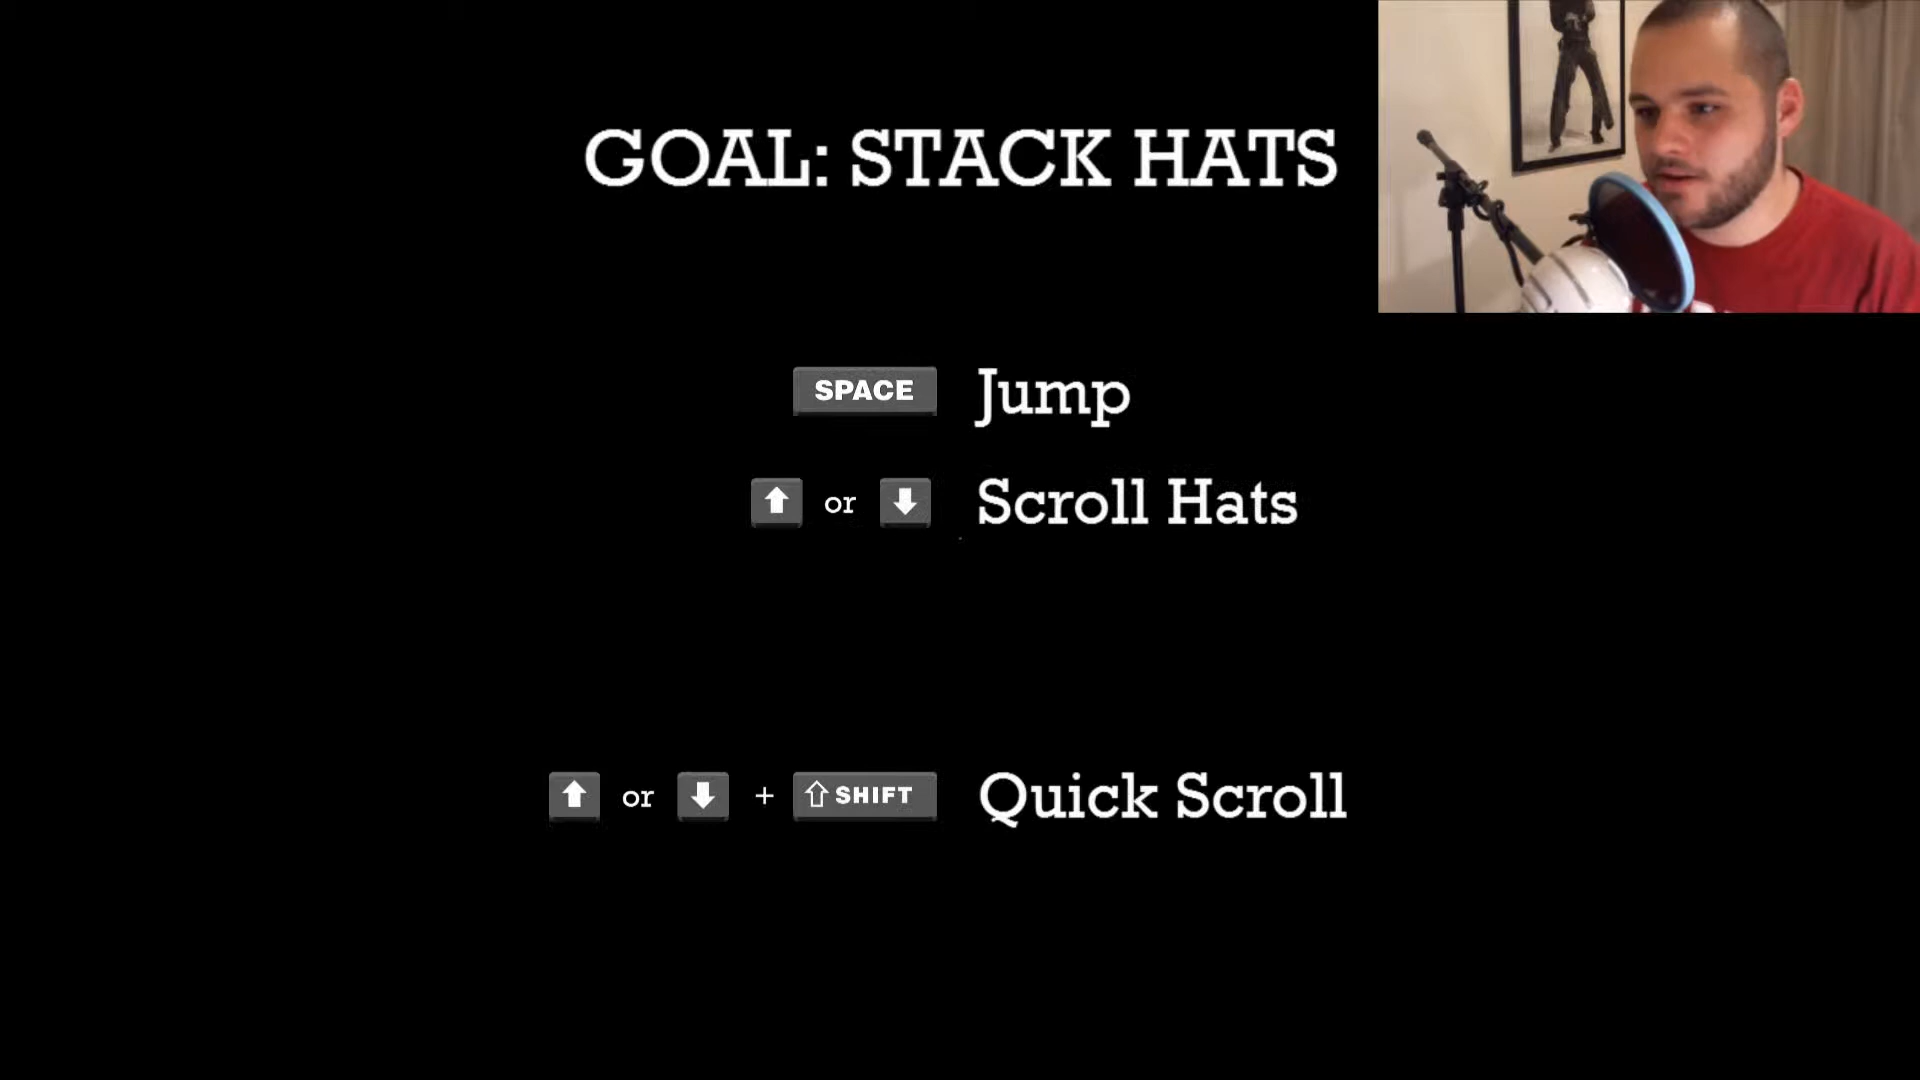 GOAL: STACK HATS
SPACE Jump
or Scroll Hats
or + SHIFT Quick Scroll